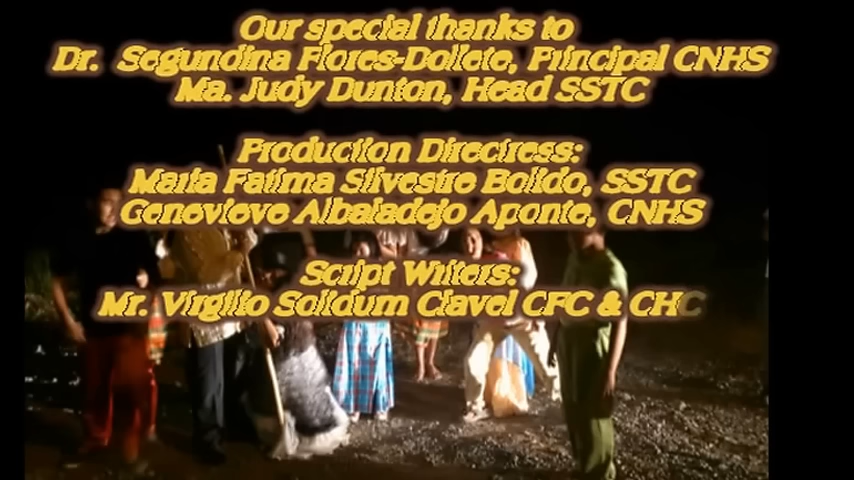 Our special thanks to
Dr. Segundina Flores-Dollete, Principal CNHS
Ma. Judy Dunton, Head SSTC
Production Directress:
Maria Fatima Silvestre Bolido, SSTC
Genevieve Albaladejo Aponte, CNHS
Script Writers:
Mr. Virgilio Solidum Clavel CFC & CHC